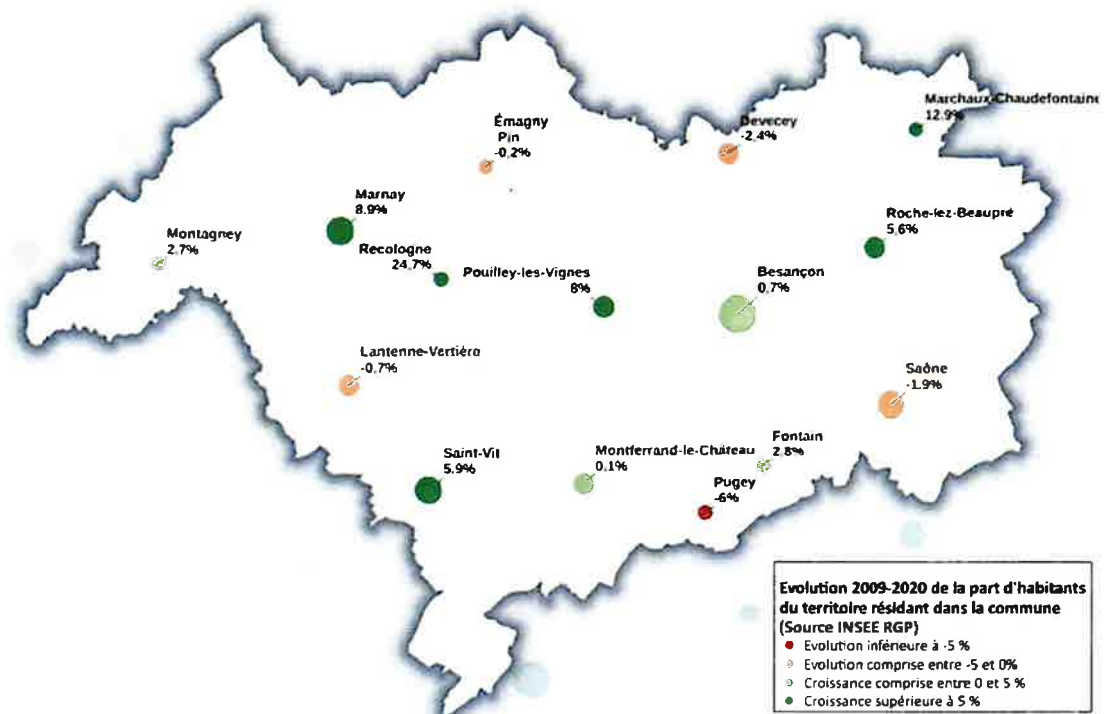 Marchaux-Chaudefontaine
12.9%
Émagny
Pin
-0.2%
Devecey
-2,4%
Marnay
8.9%
Roche-lez-Beaupré
5,6%
Montagney
2.7%
Recologne
24,7%
Pouilley-les-Vignes
8%
Besançon
0,7%
Lantenne-Vertière
-0.7%
Saône
-1.9%
Saint-Vit
5.9%
Montferrand-le-Château
0,1%
Fontain
2,8%
Pugey
-6%
Evolution 2009-2020 de la part d'habitants
du territoire résidant dans la commune
(Source INSEE RGP)
Evolution inférieure à -5 %
Evolution comprise entre -5 et 0%
Croissance comprise entre 0 et 5 %
Croissance supérieure à 5 %